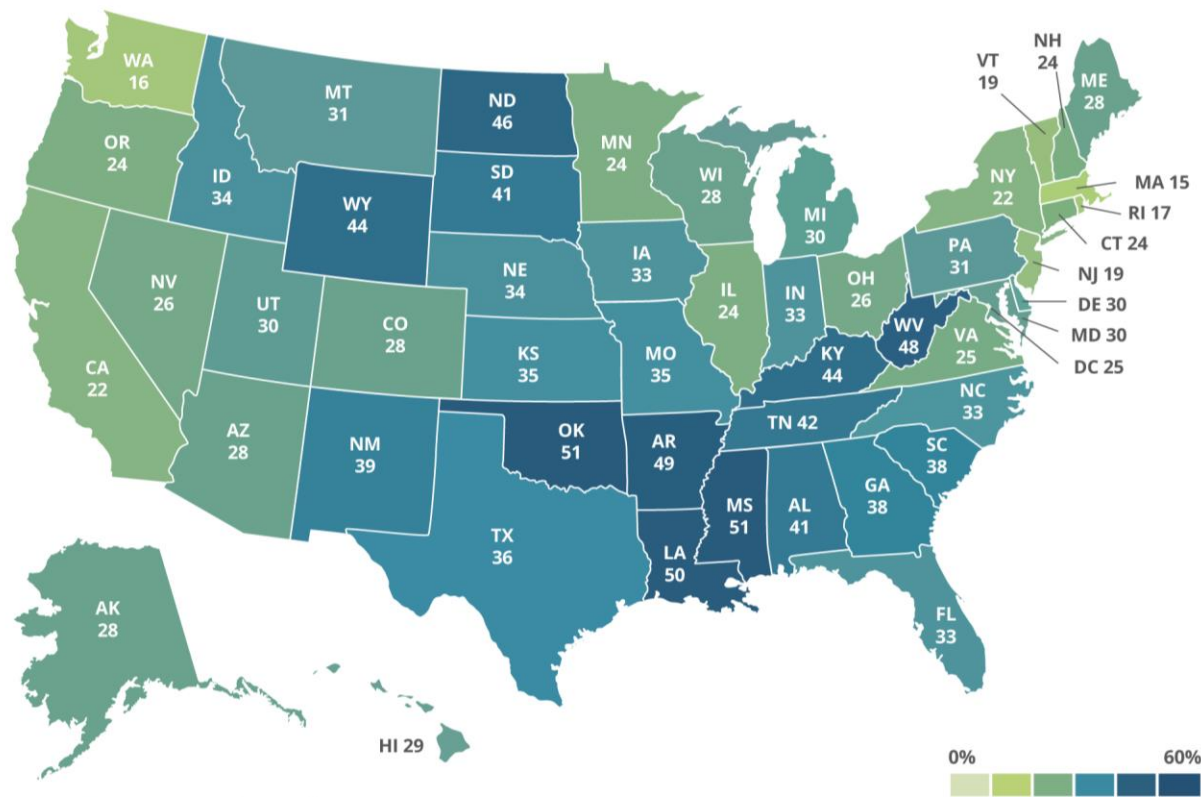 WA
16
OR
24
CA
22
NV
26
ID
34
MT
31
WY
44
UT
30
AZ
28
CO
28
NM
39
ND
46
SD
41
NE
34
KS
35
OK
51
TX
36
MN
24
IA
33
MO
35
AR
49
LA
50
WI
28
IL
24
MI
30
IN
33
OH
26
KY
44
TN 42
MS
51
AL
41
GA
38
FL
33
SC
38
NC
33
VA
25
WV
48
PA
31
NY
22
VT
19
NH
24
ME
28
MA 15
RI 17
CT 24
NJ 19
DE 30
MD 30
DC 25
AK
28
HI 29
0% 60%